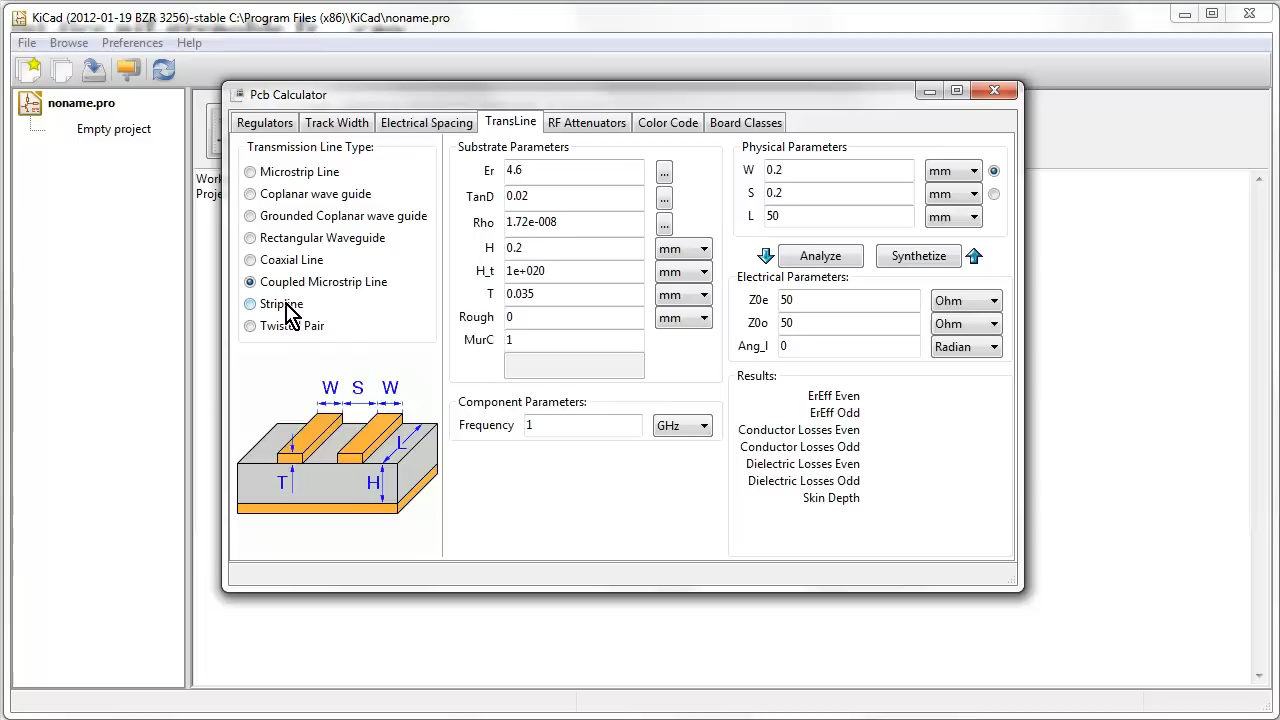 KiCad (2012-01-19 BZR 3256)-stable C:\Program Files (x86)\KiCad\noname.pro
File Browse Preferences Help
noname.pro
Empty project
Work
Proje
Pcb Calculator
Regulators Track Width Electrical Spacing TransLine RF Attenuators Color Code Board Classes
Transmission Line Type:
Microstrip Line
Coplanar wave guide
Grounded Coplanar wave guide
Rectangular Waveguide
Coaxial Line
Coupled Microstrip Line
Stripline
Twisted Pair
W S W
L
T H
Substrate Parameters
Er 4.6 ...
TanD 0.02 ...
Rho 1.72e-008 ...
H 0.2 mm
H_t 1e+020 mm
T 0.035 mm
Rough 0 mm
MurC 1
Component Parameters:
Frequency 1 GHz
Physical Parameters
W 0.2 mm
S 0.2 mm
L 50 mm
Analyze Synthetize
Electrical Parameters:
Z0e 50 Ohm
Z0o 50 Ohm
Ang_l 0 Radian
Results:
ErEff Even
ErEff Odd
Conductor Losses Even
Conductor Losses Odd
Dielectric Losses Even
Dielectric Losses Odd
Skin Depth